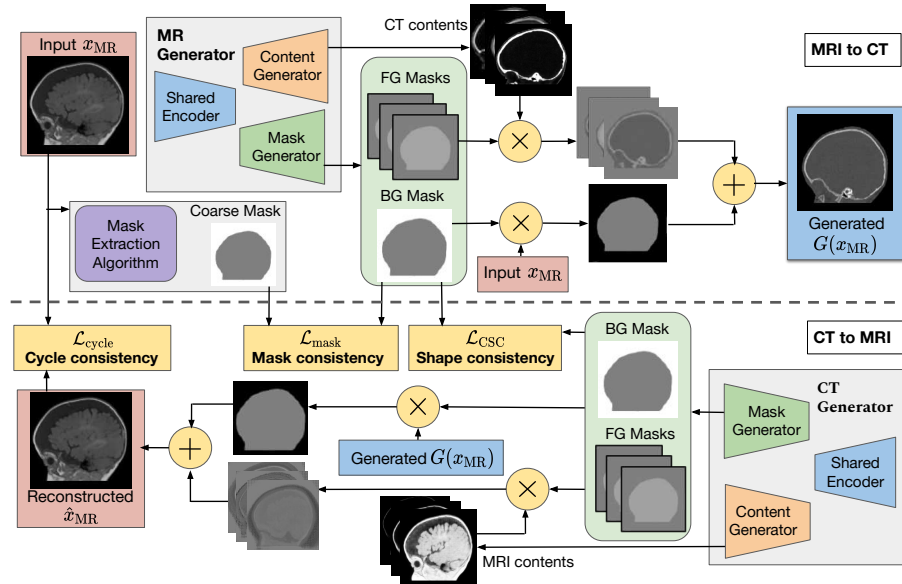 Input x_MR
MR
Generator
Content
Generator
Shared
Encoder
Mask
Generator
CT contents
FG Masks
BG Mask
Input x_MR
MRI to CT
Generated
G(x_MR)
Mask
Extraction
Algorithm
Coarse Mask
ℒ_cycle
Cycle consistency
ℒ_mask
Mask consistency
ℒ_CSC
Shape consistency
CT to MRI
BG Mask
FG Masks
CT
Generator
Mask
Generator
Shared
Encoder
Content
Generator
Generated G(x_MR)
MRI contents
Reconstructed
x̂_MR